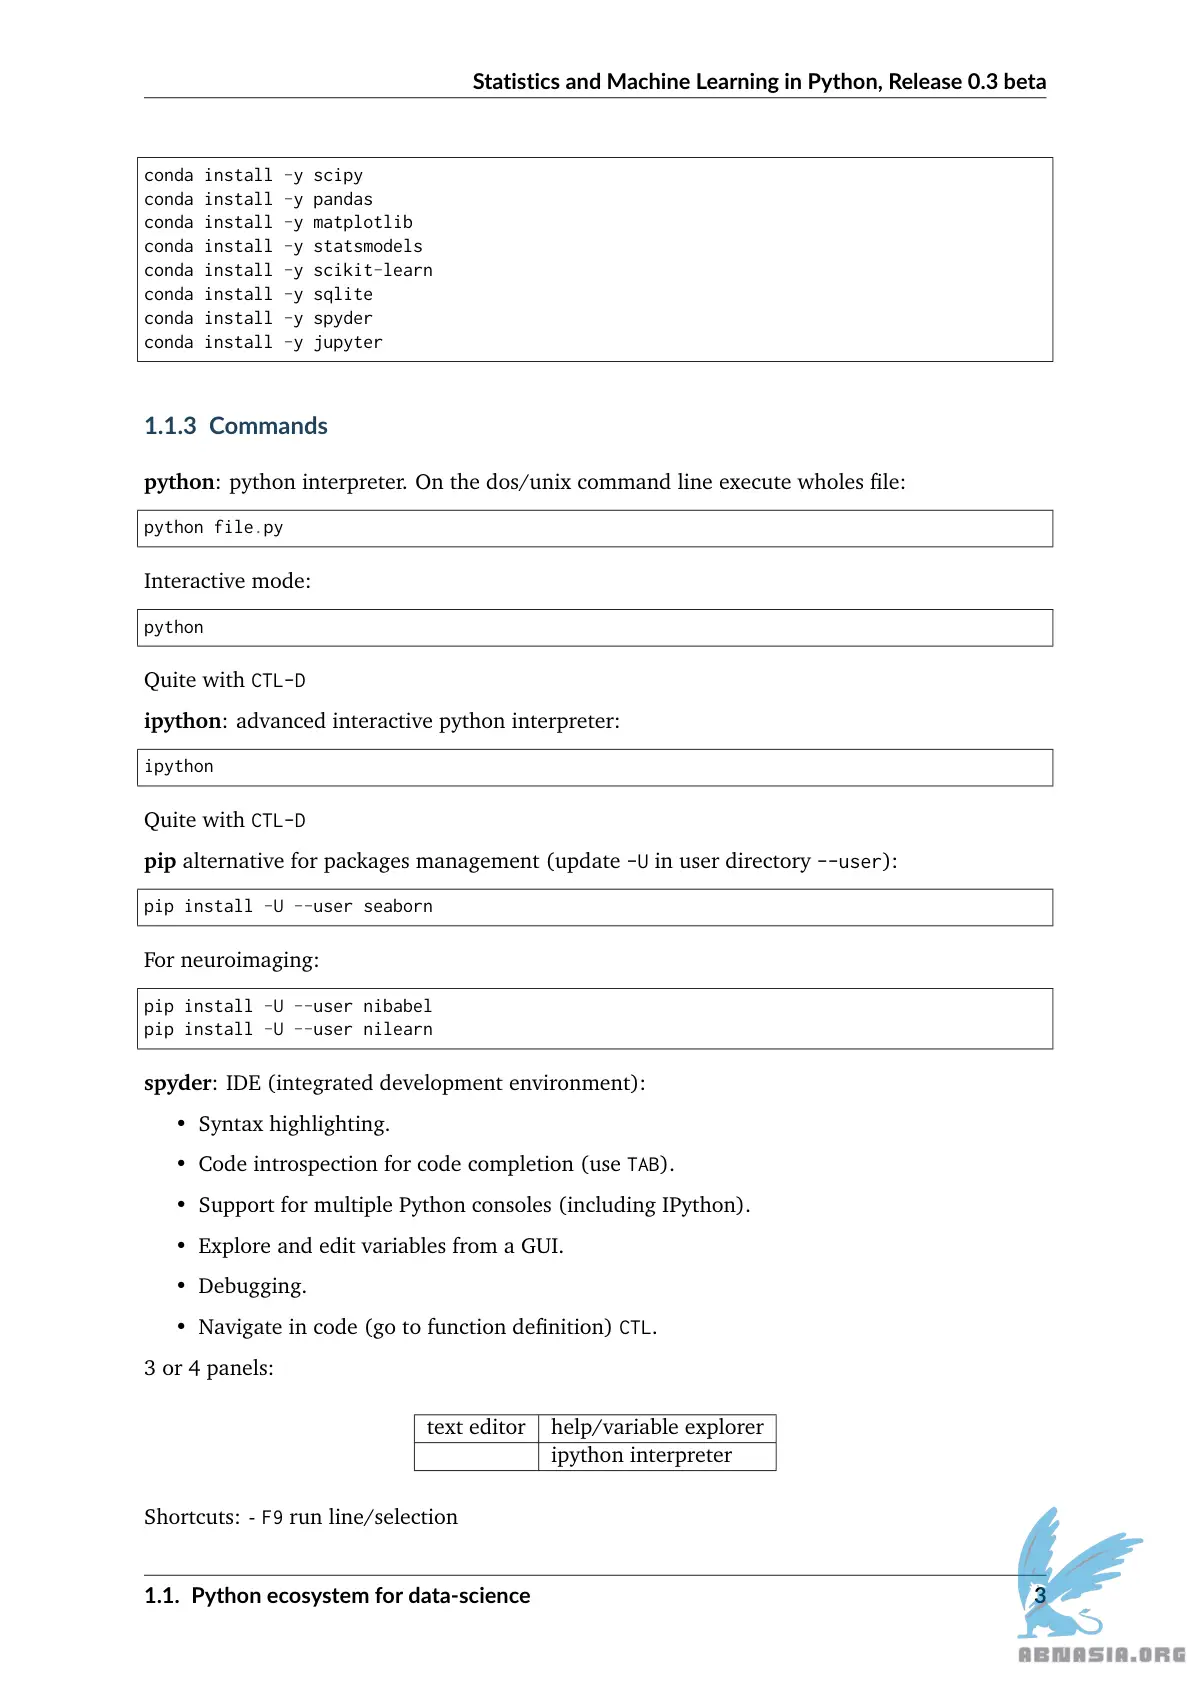 Statistics and Machine Learning in Python, Release 0.3 beta
conda install -y scipy
conda install -y pandas
conda install -y matplotlib
conda install -y statsmodels
conda install -y scikit-learn
conda install -y sqlite
conda install -y spyder
conda install -y jupyter
1.1.3 Commands
python: python interpreter. On the dos/unix command line execute wholes file:
python file.py
Interactive mode:
python
Quite with CTL-D
ipython: advanced interactive python interpreter:
ipython
Quite with CTL-D
pip alternative for packages management (update -U in user directory --user):
pip install -U --user seaborn
For neuroimaging:
pip install -U --user nibabel
pip install -U --user nilearn
spyder: IDE (integrated development environment):
• Syntax highlighting.
• Code introspection for code completion (use TAB).
• Support for multiple Python consoles (including IPython).
• Explore and edit variables from a GUI.
• Debugging.
• Navigate in code (go to function definition) CTL.
3 or 4 panels:
text editor help/variable explorer
ipython interpreter
Shortcuts: - F9 run line/selection
1.1. Python ecosystem for data-science 3
ABNASIA.ORG